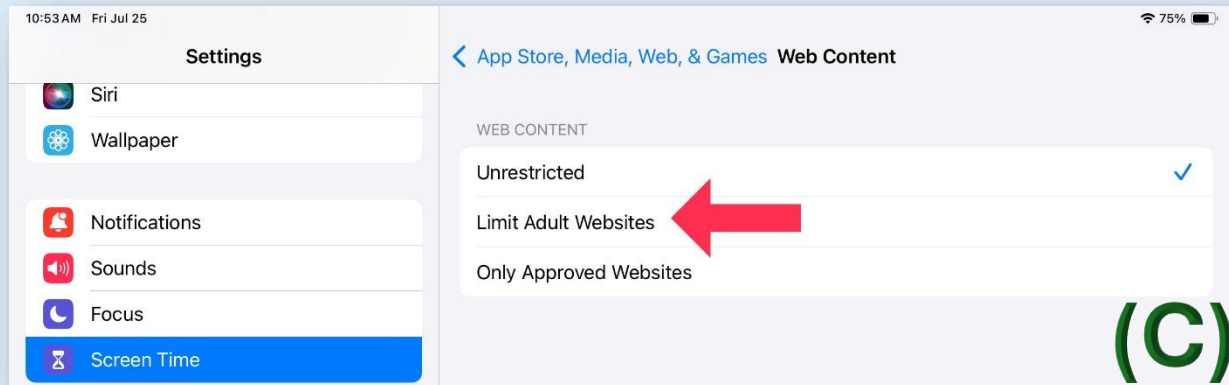 10:53 AM Fri Jul 25
75%
Settings
Siri
Wallpaper
Notifications
Sounds
Focus
Screen Time
App Store, Media, Web, & Games Web Content
WEB CONTENT
Unrestricted
Limit Adult Websites
Only Approved Websites
(C)